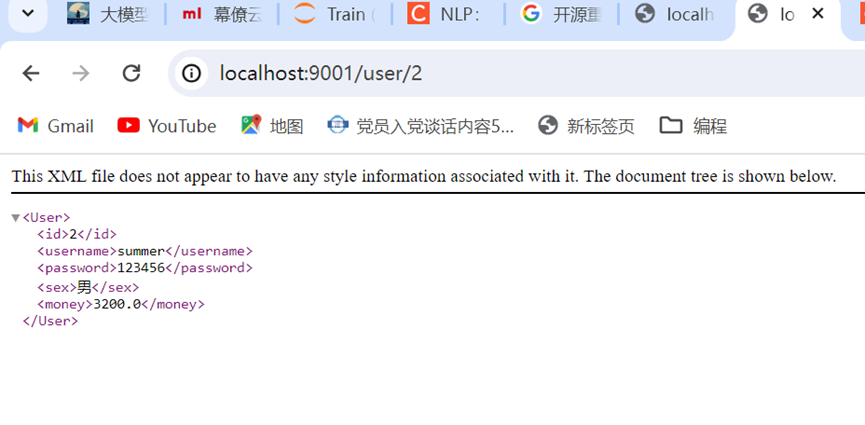 大模型 ml 幕僚云 Train C NLP: G 开源重 localh lo
localhost:9001/user/2
Gmail YouTube 地图 党员入党谈话内容5... 新标签页 编程
This XML file does not appear to have any style information associated with it. The document tree is shown below.
▼<User>
<id>2</id>
<username>summer</username>
<password>123456</password>
<sex>男</sex>
<money>3200.0</money>
</User>